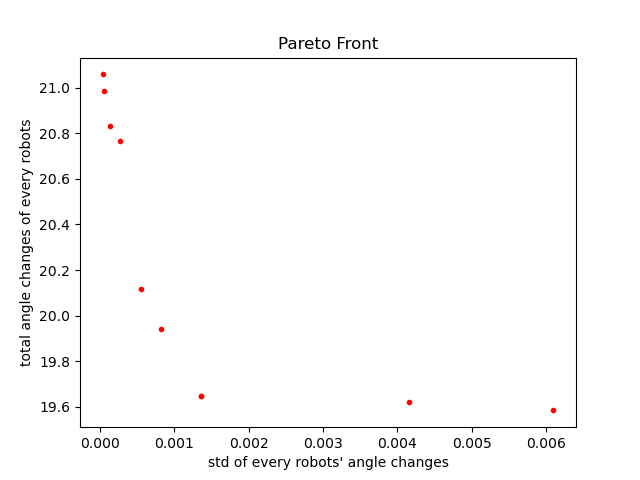 Pareto Front
total angle changes of every robots
21.0
20.8
20.6
20.4
20.2
20.0
19.8
19.6
0.000 0.001 0.002 0.003 0.004 0.005 0.006
std of every robots' angle changes